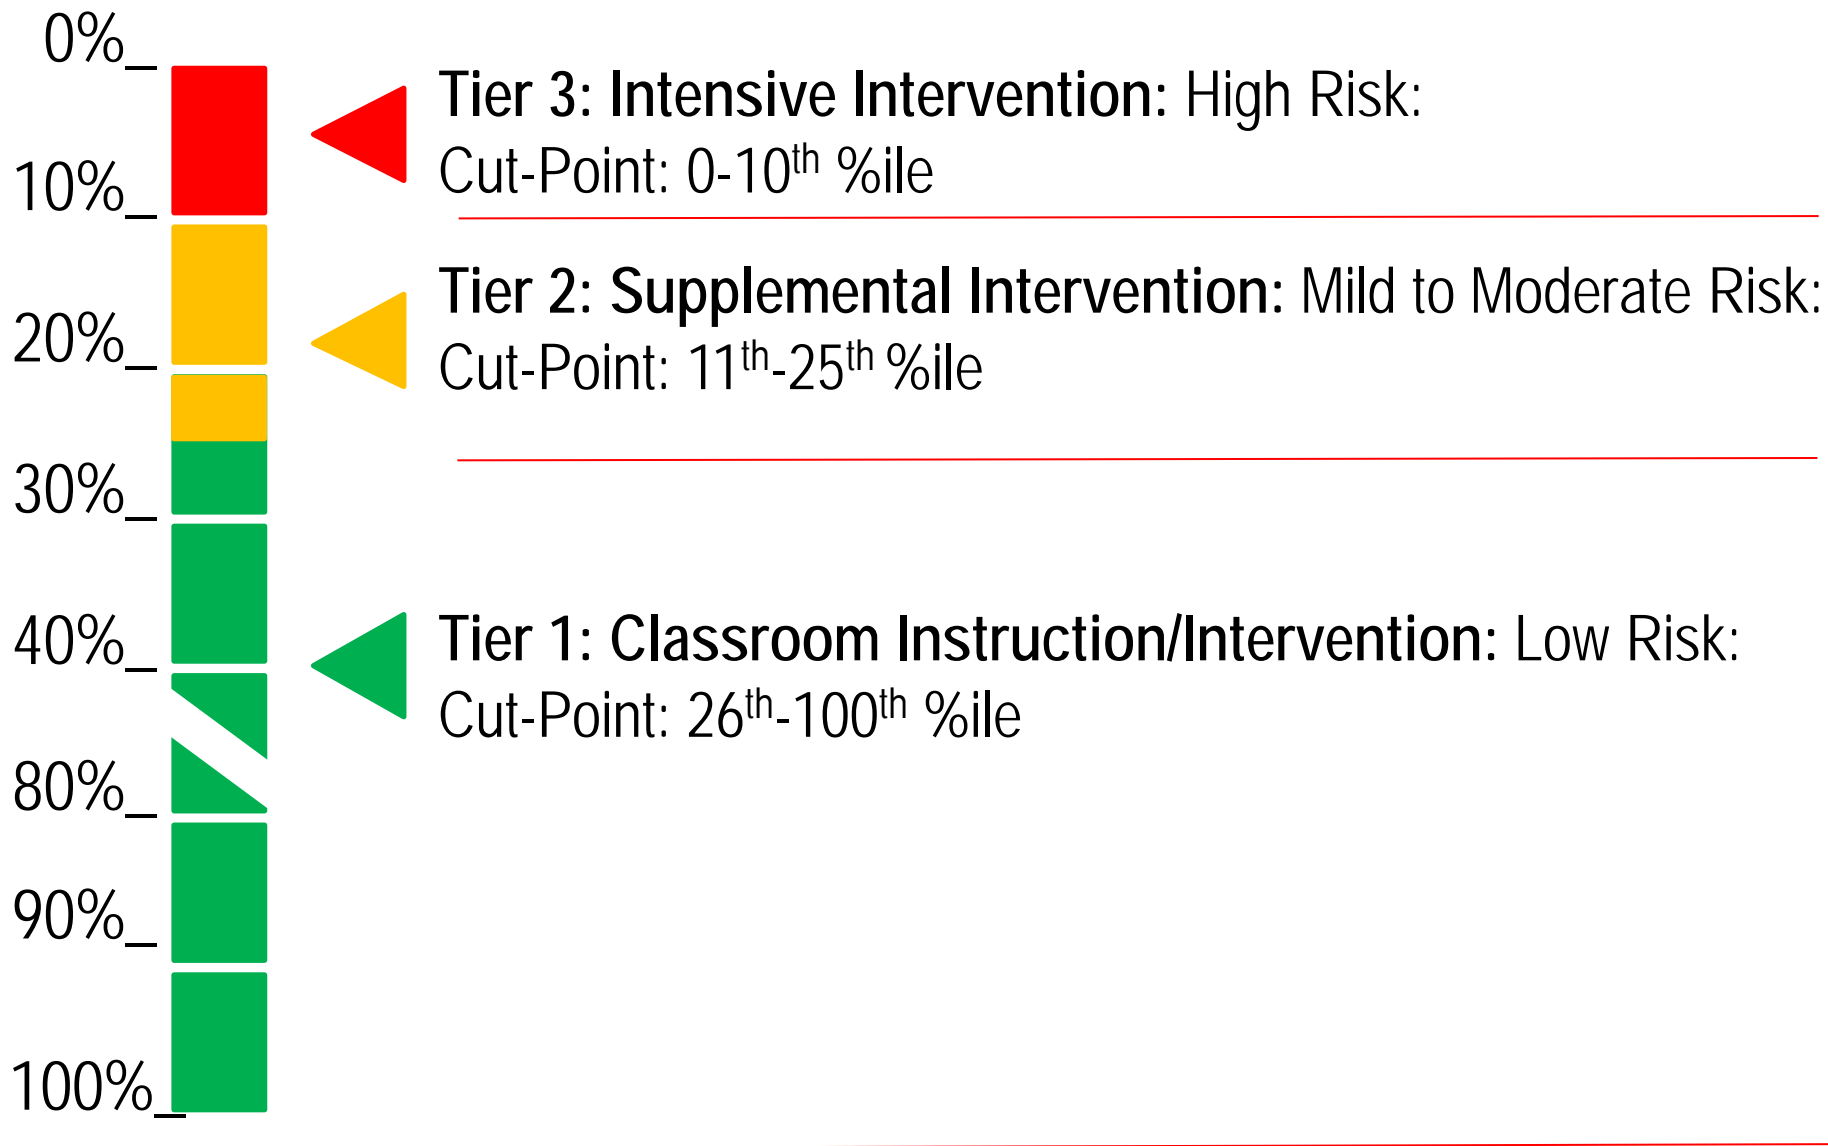 0%_
Tier 3: Intensive Intervention: High Risk:
Cut-Point: 0-10th %ile
10%_
Tier 2: Supplemental Intervention: Mild to Moderate Risk:
20%_
Cut-Point: 11th-25th %ile
30%_
40%_
Tier 1: Classroom Instruction/Intervention: Low Risk:
Cut-Point: 26th-100th %ile
80%_
90%_
100%_